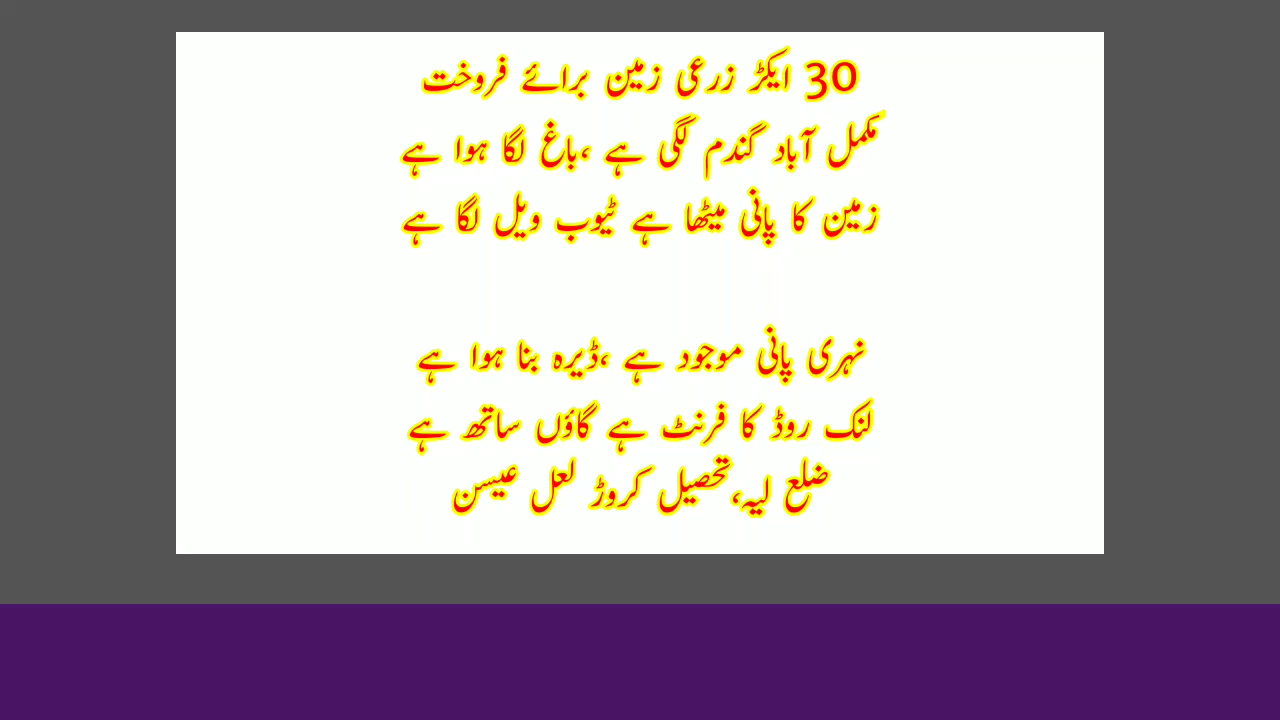 30 ایکڑ زرعی زمین برائے فروخت
مکمل آباد گندم لگی ہے ،باغ لگا ہوا ہے
زمین کا پانی میٹھا ہے ٹیوب ویل لگا ہے
نہری پانی موجود ہے ،ڈیرہ بنا ہوا ہے
لنک روڈ کا فرنٹ ہے گاؤں ساتھ ہے
ضلع لیہ،تحصیل کروڑ لعل عیسن